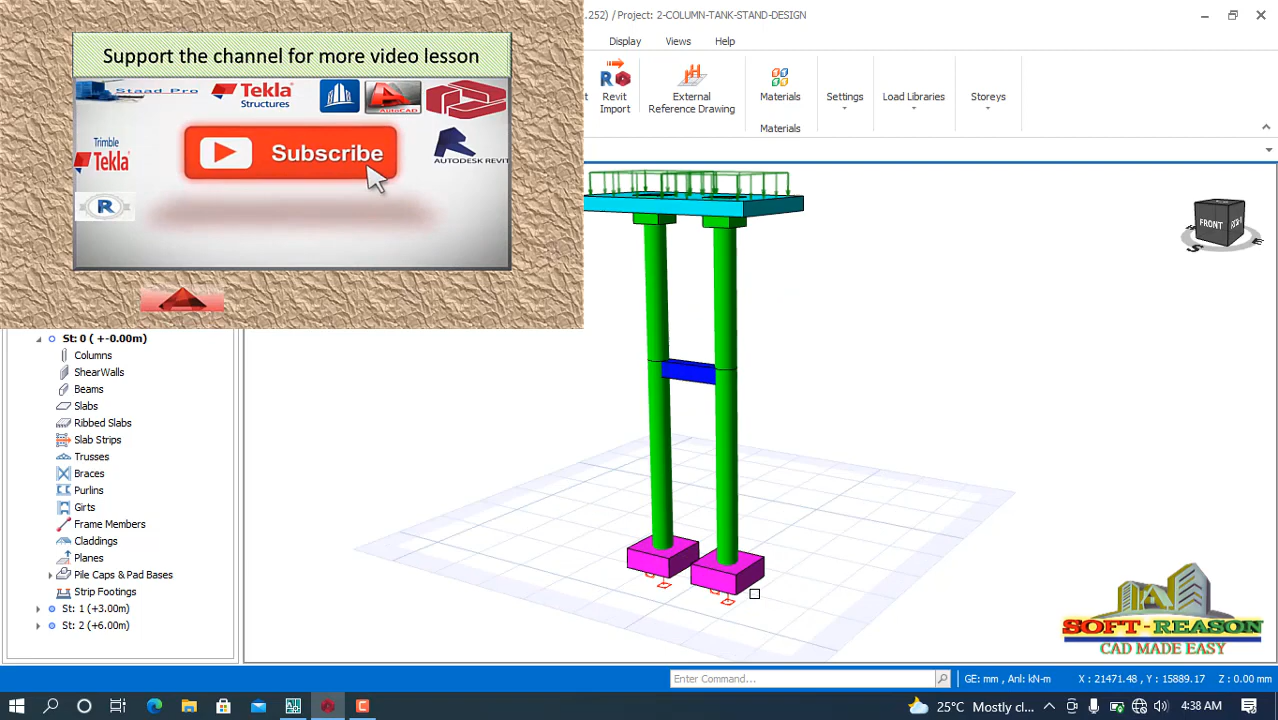 .252) / Project: 2-COLUMN-TANK-STAND-DESIGN
Support the channel for more video lesson
Staad Pro
Tekla
Structures
AutoCAD
Trimble
Tekla
Subscribe
AUTODESK REVIT
R
Display
Views
Help
Revit
Import
External
Reference Drawing
Materials
Settings
Load Libraries
Storeys
Materials
FRONT
S
E
St: 0 ( +-0.00m)
Columns
ShearWalls
Beams
Slabs
Ribbed Slabs
Slab Strips
Trusses
Braces
Purlins
Girts
Frame Members
Claddings
Planes
Pile Caps & Pad Bases
Strip Footings
St: 1 (+3.00m)
St: 2 (+6.00m)
SOFT-REASON
CAD MADE EASY
Enter Command...
GE: mm , Anl: kN-m
X : 21471.48 , Y : 15889.17
Z : 0.00 mm
25°C Mostly cl...
4:38 AM